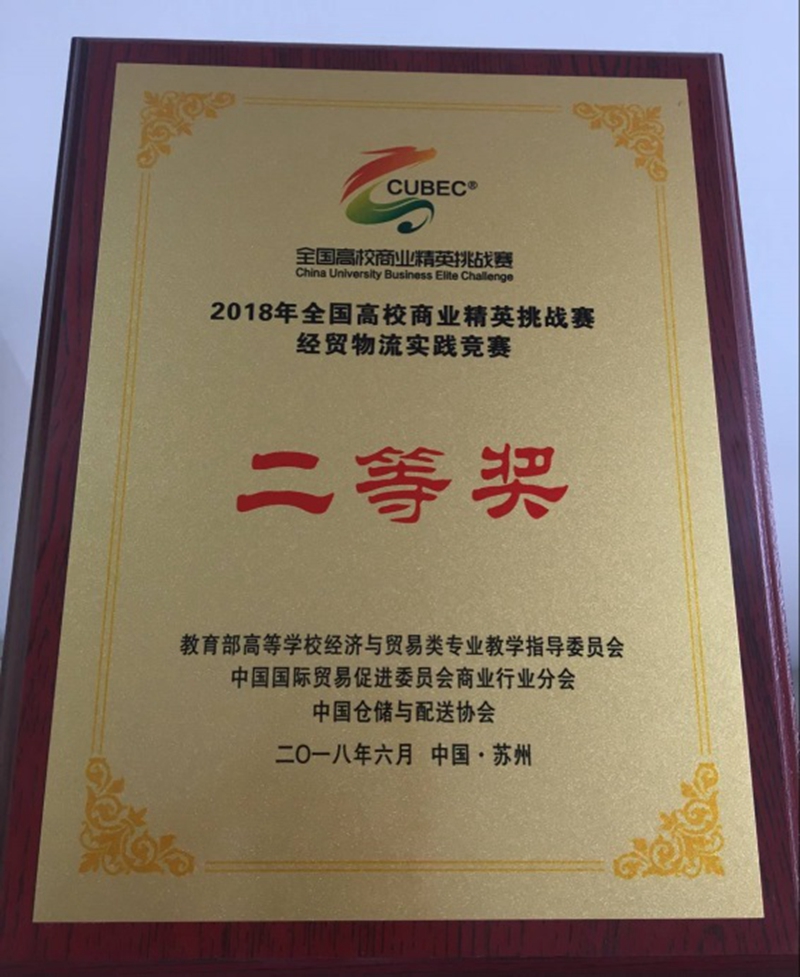 CUBEC®
全国高校商业精英挑战赛
China University Business Elite Challenge
2018年全国高校商业精英挑战赛
经贸物流实践竞赛
二等奖
教育部高等学校经济与贸易类专业教学指导委员会
中国国际贸易促进委员会商业行业分会
中国仓储与配送协会
二〇一八年六月 中国·苏州